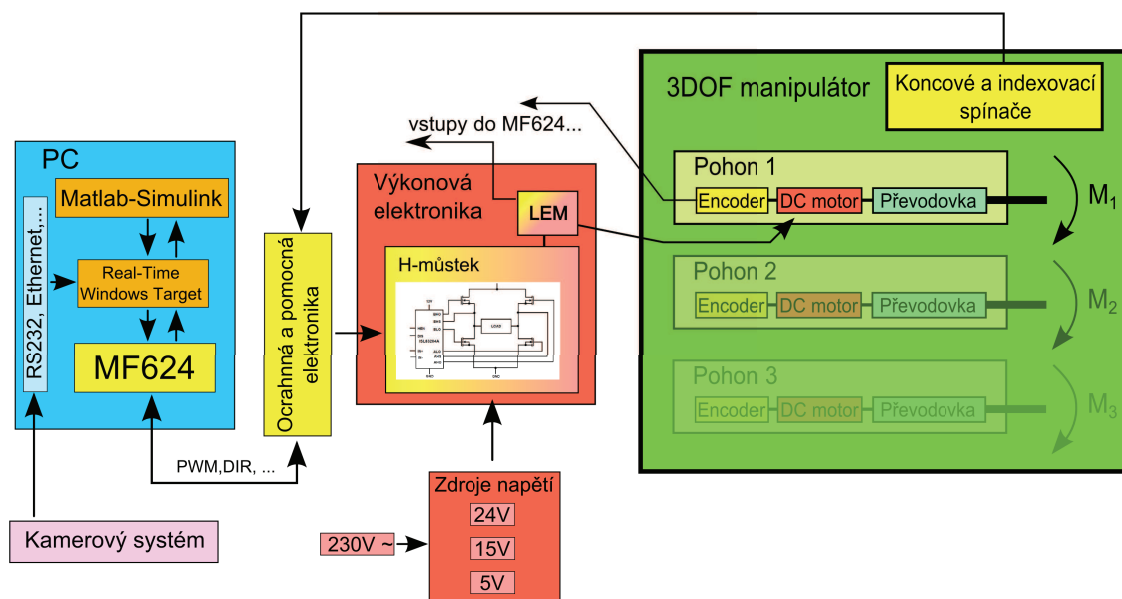 PC
Matlab-Simulink
Real-Time
Windows Target
MF624
RS232, Ethernet,...
Kamerový systém
PWM,DIR, ...
Ocrahnná a pomocná
elektronika
vstupy do MF624...
Výkonová
elektronika
LEM
H-můstek
LOAD
Zdroje napětí
24V
15V
5V
230V ~
3DOF manipulátor
Koncové a indexovací
spínače
Pohon 1
Encoder
DC motor
Převodovka
M1
Pohon 2
Encoder
DC motor
Převodovka
M2
Pohon 3
Encoder
DC motor
Převodovka
M3